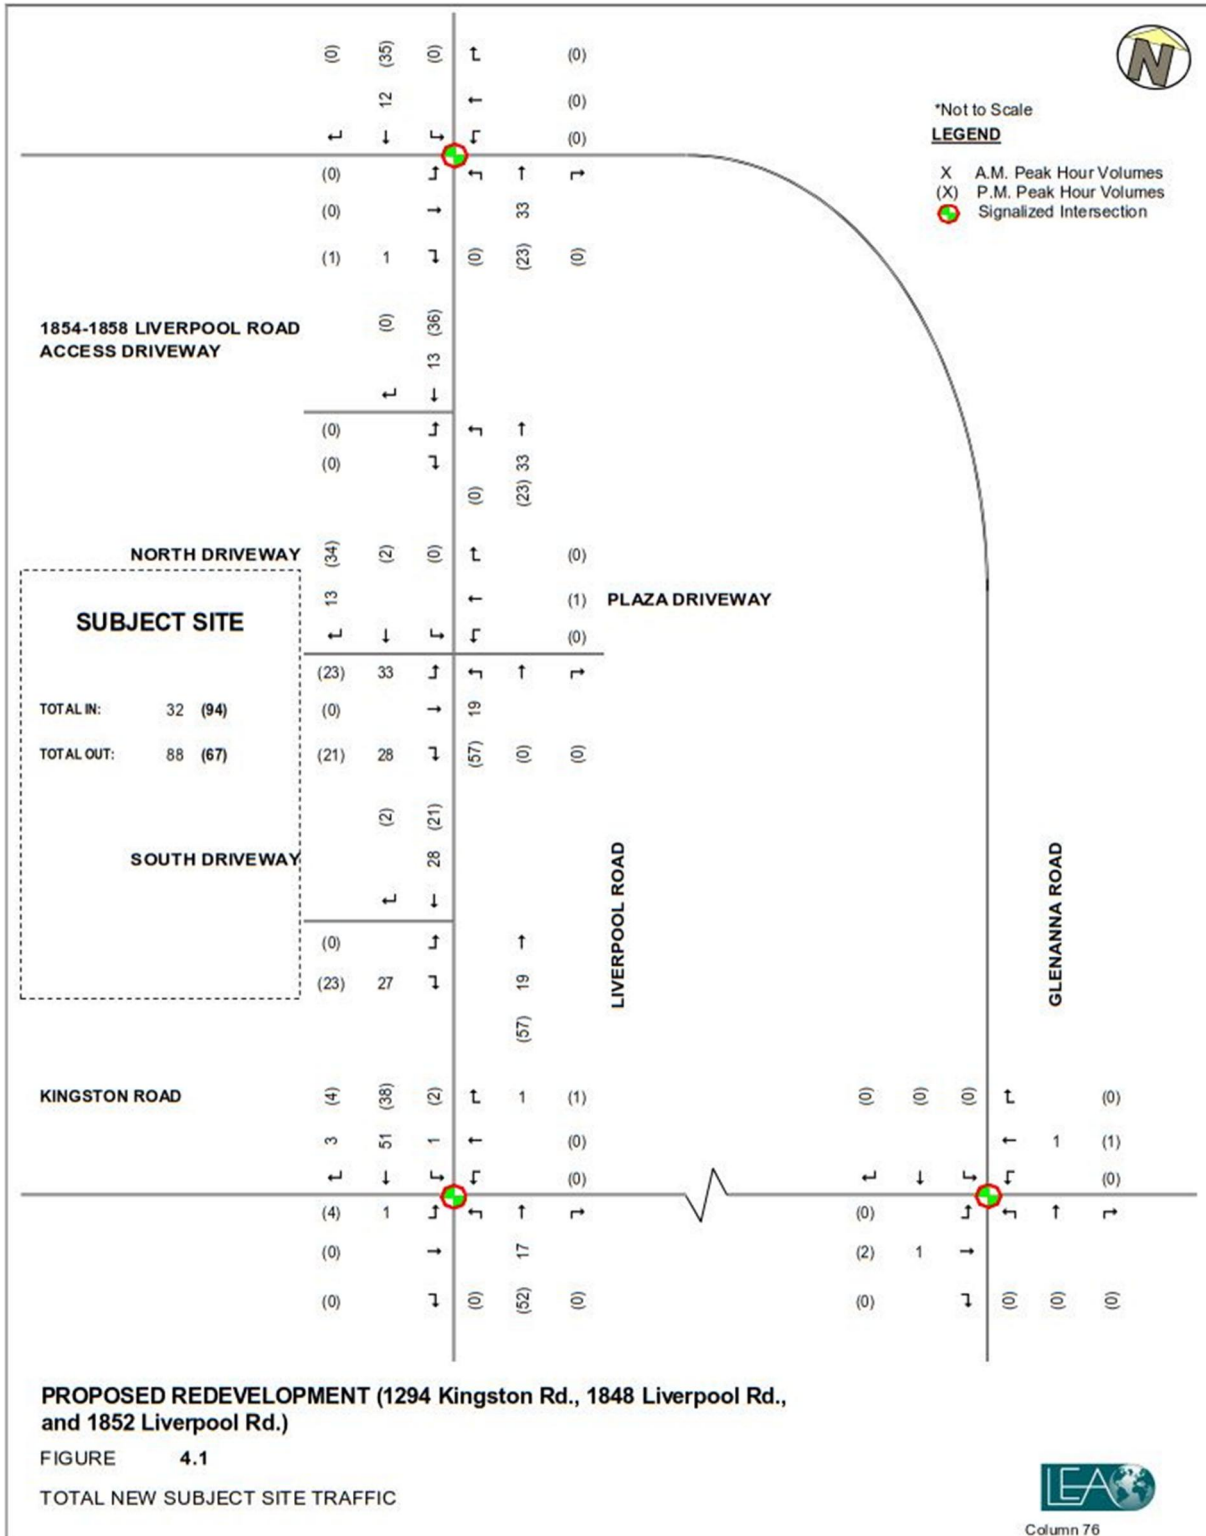 (0) (35) (0) ↰ (0)
12 ← (0)
↵ ↓ ↳ ↱ (0)
(0) ↱ ↰ ↑ ↱
(0) → 33
(1) 1 ↴ (0) (23) (0)
N
*Not to Scale
LEGEND
X A.M. Peak Hour Volumes
(X) P.M. Peak Hour Volumes
Signalized Intersection
1854-1858 LIVERPOOL ROAD
ACCESS DRIVEWAY
(0) (36)
13
(0)
(0) 33
(0) (23)
NORTH DRIVEWAY (34) (2) (0) (0)
13 ← (1) PLAZA DRIVEWAY
(0)
SUBJECT SITE
(23) 33
TOTAL IN: 32 (94) (0) → 19
TOTAL OUT: 88 (67) (21) 28 (57) (0) (0)
(2) (21)
SOUTH DRIVEWAY 28
LIVERPOOL ROAD
GLENANNA ROAD
(0)
(23) 27 19
(57)
KINGSTON ROAD (4) (38) (2) 1 (1) (0) (0) (0) (0)
3 51 1 ← (0) ← 1 (1)
(0) (0)
(4) 1 (0)
(0) → 17 (2) 1 →
(0) (0) (52) (0) (0) (0) (0) (0)
PROPOSED REDEVELOPMENT (1294 Kingston Rd., 1848 Liverpool Rd.,
and 1852 Liverpool Rd.)
FIGURE 4.1
TOTAL NEW SUBJECT SITE TRAFFIC
LEA
Column 76